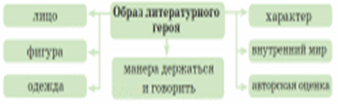 Образ литературного
героя
лицо
фигура
одежда
манера держаться
и говорить
характер
внутренний мир
авторская оценка